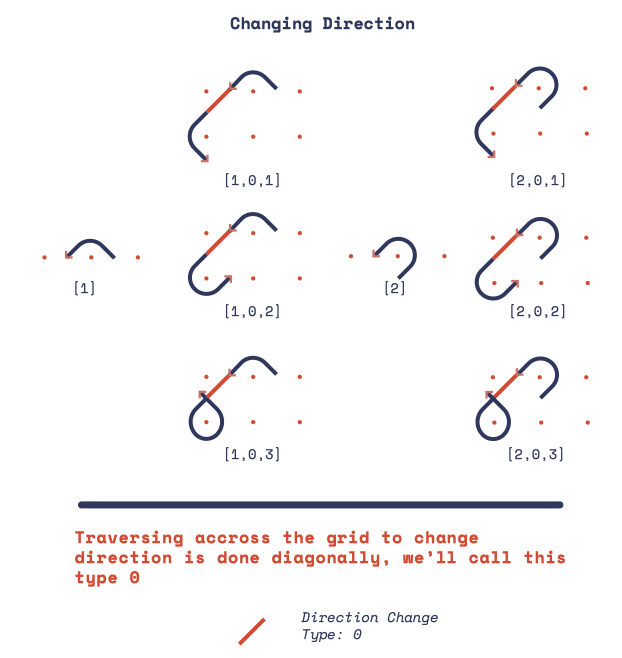 Changing Direction
[1,0,1]
[2,0,1]
[1]
[1,0,2]
[2]
[2,0,2]
[1,0,3]
[2,0,3]
Traversing accross the grid to change
direction is done diagonally, we'll call this
type 0
Direction Change
Type: 0